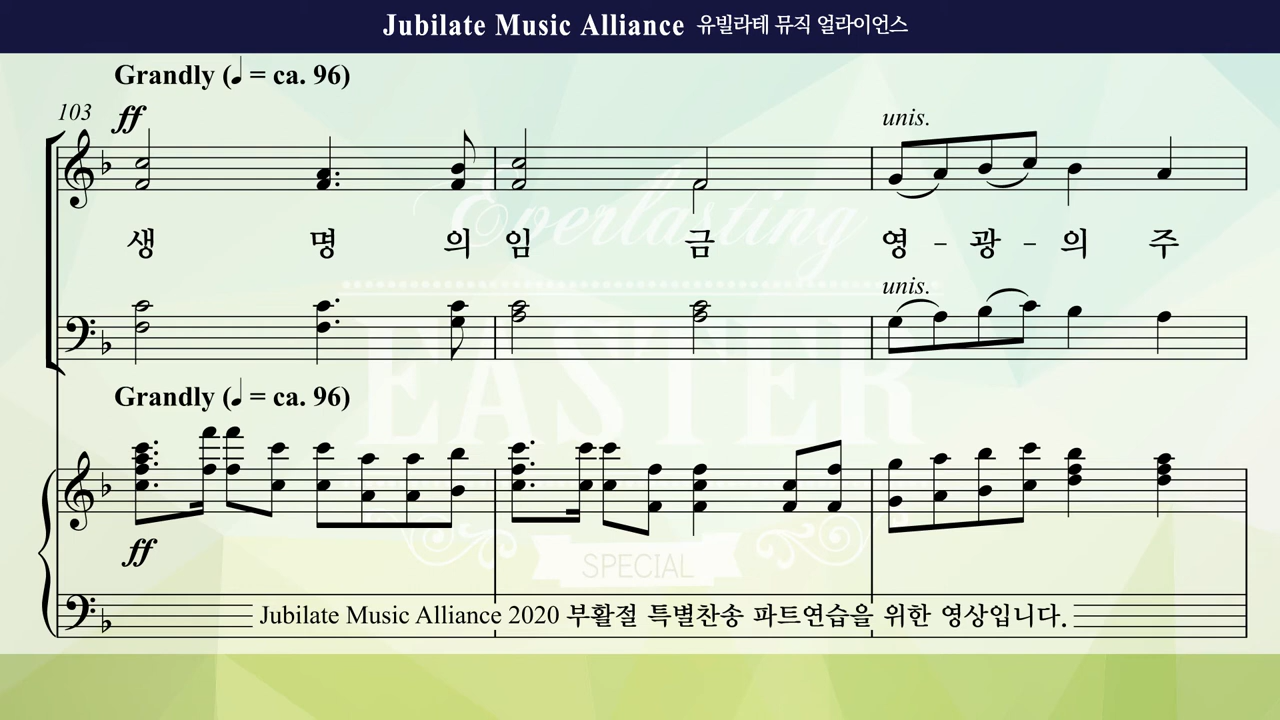 Jubilate Music Alliance 유빌라테 뮤직 얼라이언스
Grandly (♩ = ca. 96)
103 ff
unis.
Everlasting
생 명 의 임 금 영 - 광 - 의 주
unis.
EASTER
Grandly (♩ = ca. 96)
ff
SPECIAL
Jubilate Music Alliance 2020 부활절 특별찬송 파트연습을 위한 영상입니다.